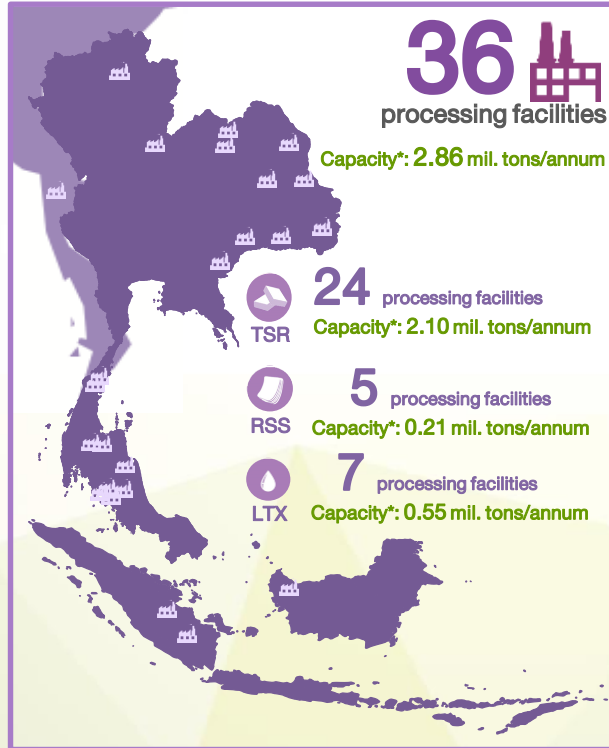 36
processing facilities
Capacity*: 2.86 mil. tons/annum
24 processing facilities
TSR
Capacity*: 2.10 mil. tons/annum
5 processing facilities
RSS
Capacity*: 0.21 mil. tons/annum
7 processing facilities
LTX
Capacity*: 0.55 mil. tons/annum